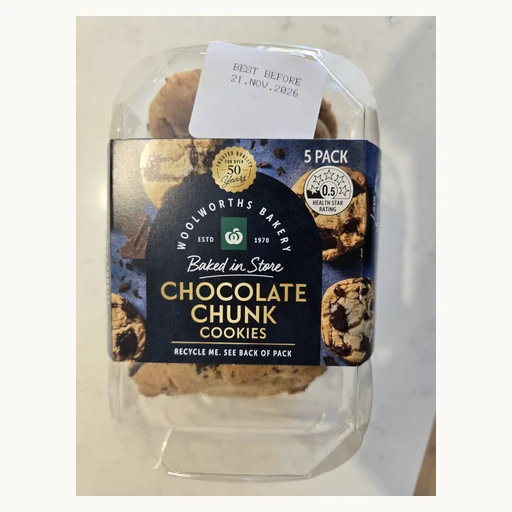 BEST BEFORE
21.NOV.2026
5 PACK
TRUSTED QUALITY
FOR OVER
50
Years
0.5
HEALTH STAR
RATING
WOOLWORTHS BAKERY
ESTD 1970
Baked in Store
CHOCOLATE
CHUNK
COOKIES
RECYCLE ME. SEE BACK OF PACK